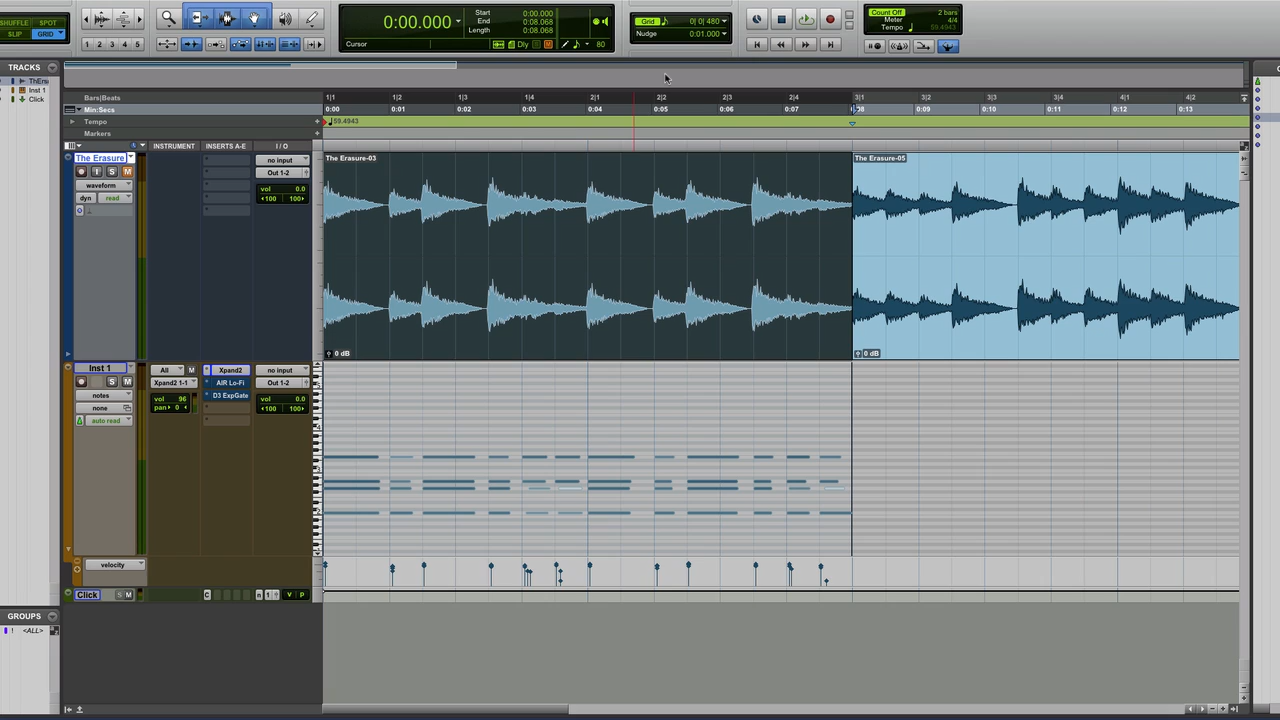 SHUFFLE SPOT
SLIP GRID
1 2 3 4 5
0:00.000
Start 0:00.000
End 0:08.068
Length 0:08.068
Cursor
Dly
80
Grid 0| 0| 480
Nudge 0:01.000
Count Off 2 bars
Meter 4/4
Tempo 59.4943
TRACKS
ThEras
Inst 1
Click
Bars|Beats 1|1 1|2 1|3 1|4 2|1 2|2 2|3 2|4 3|1 3|2 3|3 3|4 4|1 4|2
Min:Secs 0:00 0:01 0:02 0:03 0:04 0:05 0:06 0:07 0:08 0:09 0:10 0:11 0:12 0:13
Tempo 59.4943
Markers
INSTRUMENT INSERTS A-E I / O
The Erasure
I S M
waveform
dyn read
no input
Out 1-2
vol 0.0
100 100
The Erasure-03
The Erasure-05
0 dB
0 dB
Inst 1
S M
notes
none
auto read
All M
Xpand2 1-1
vol 96
pan 0
Xpand2
AIR Lo-Fi
D3 ExpGate
no input
Out 1-2
vol 0.0
100 100
velocity
Click S M C n 1 V P
GROUPS
! <ALL>